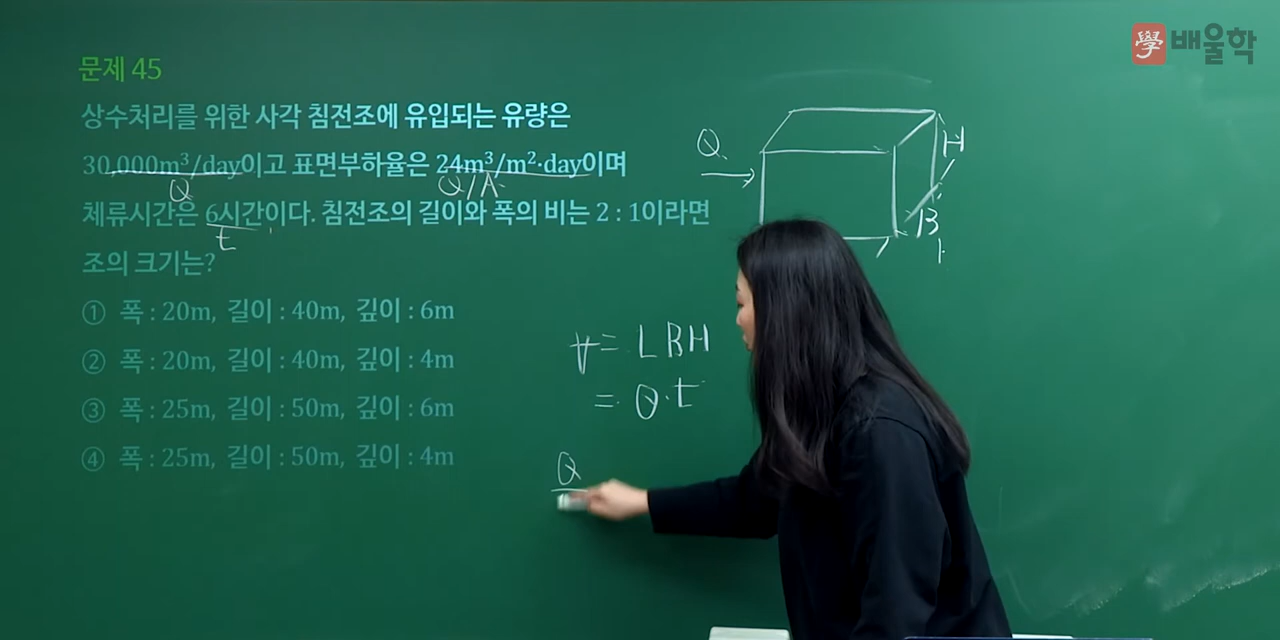 學 배울학
문제 45
상수처리를 위한 사각 침전조에 유입되는 유량은
30,000m³/day이고 표면부하율은 24m³/m²·day이며
Q
Q/A
체류시간은 6시간이다. 침전조의 길이와 폭의 비는 2 : 1이라면
t
조의 크기는?
① 폭 : 20m, 길이 : 40m, 깊이 : 6m
② 폭 : 20m, 길이 : 40m, 깊이 : 4m
③ 폭 : 25m, 길이 : 50m, 깊이 : 6m
④ 폭 : 25m, 길이 : 50m, 깊이 : 4m
Q
H
B
V = LBH
= Q·t
Q